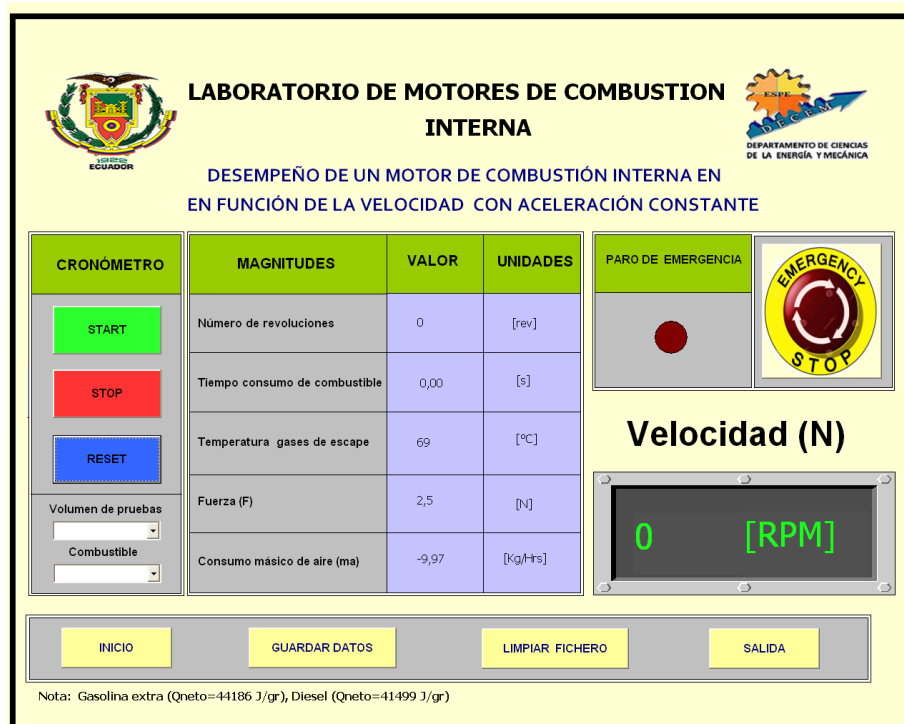 LABORATORIO DE MOTORES DE COMBUSTION
INTERNA
1922
ECUADOR
ESPE
DECEM
DEPARTAMENTO DE CIENCIAS
DE LA ENERGÍA Y MECÁNICA
DESEMPEÑO DE UN MOTOR DE COMBUSTIÓN INTERNA EN
EN FUNCIÓN DE LA VELOCIDAD CON ACELERACIÓN CONSTANTE
CRONÓMETRO
START
STOP
RESET
Volumen de pruebas
Combustible
MAGNITUDES VALOR UNIDADES
Número de revoluciones 0 [rev]
Tiempo consumo de combustible 0,00 [s]
Temperatura gases de escape 69 [ºC]
Fuerza (F) 2,5 [N]
Consumo másico de aire (ma) -9,97 [Kg/Hrs]
PARO DE EMERGENCIA
EMERGENCY
STOP
Velocidad (N)
0 [RPM]
INICIO GUARDAR DATOS LIMPIAR FICHERO SALIDA
Nota: Gasolina extra (Qneto=44186 J/gr), Diesel (Qneto=41499 J/gr)